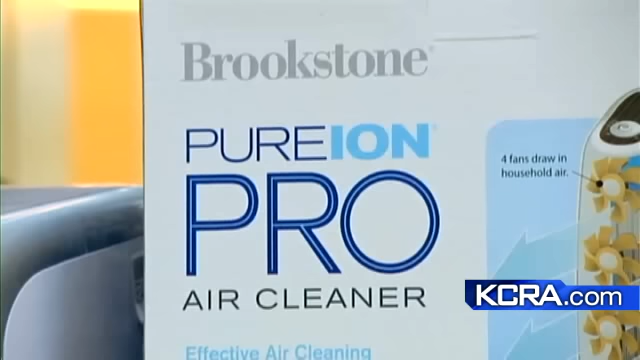 Brookstone®
PUREION®
PRO
AIR CLEANER
Effective Air Cleaning
4 fans draw in
household air.
KCRA.com